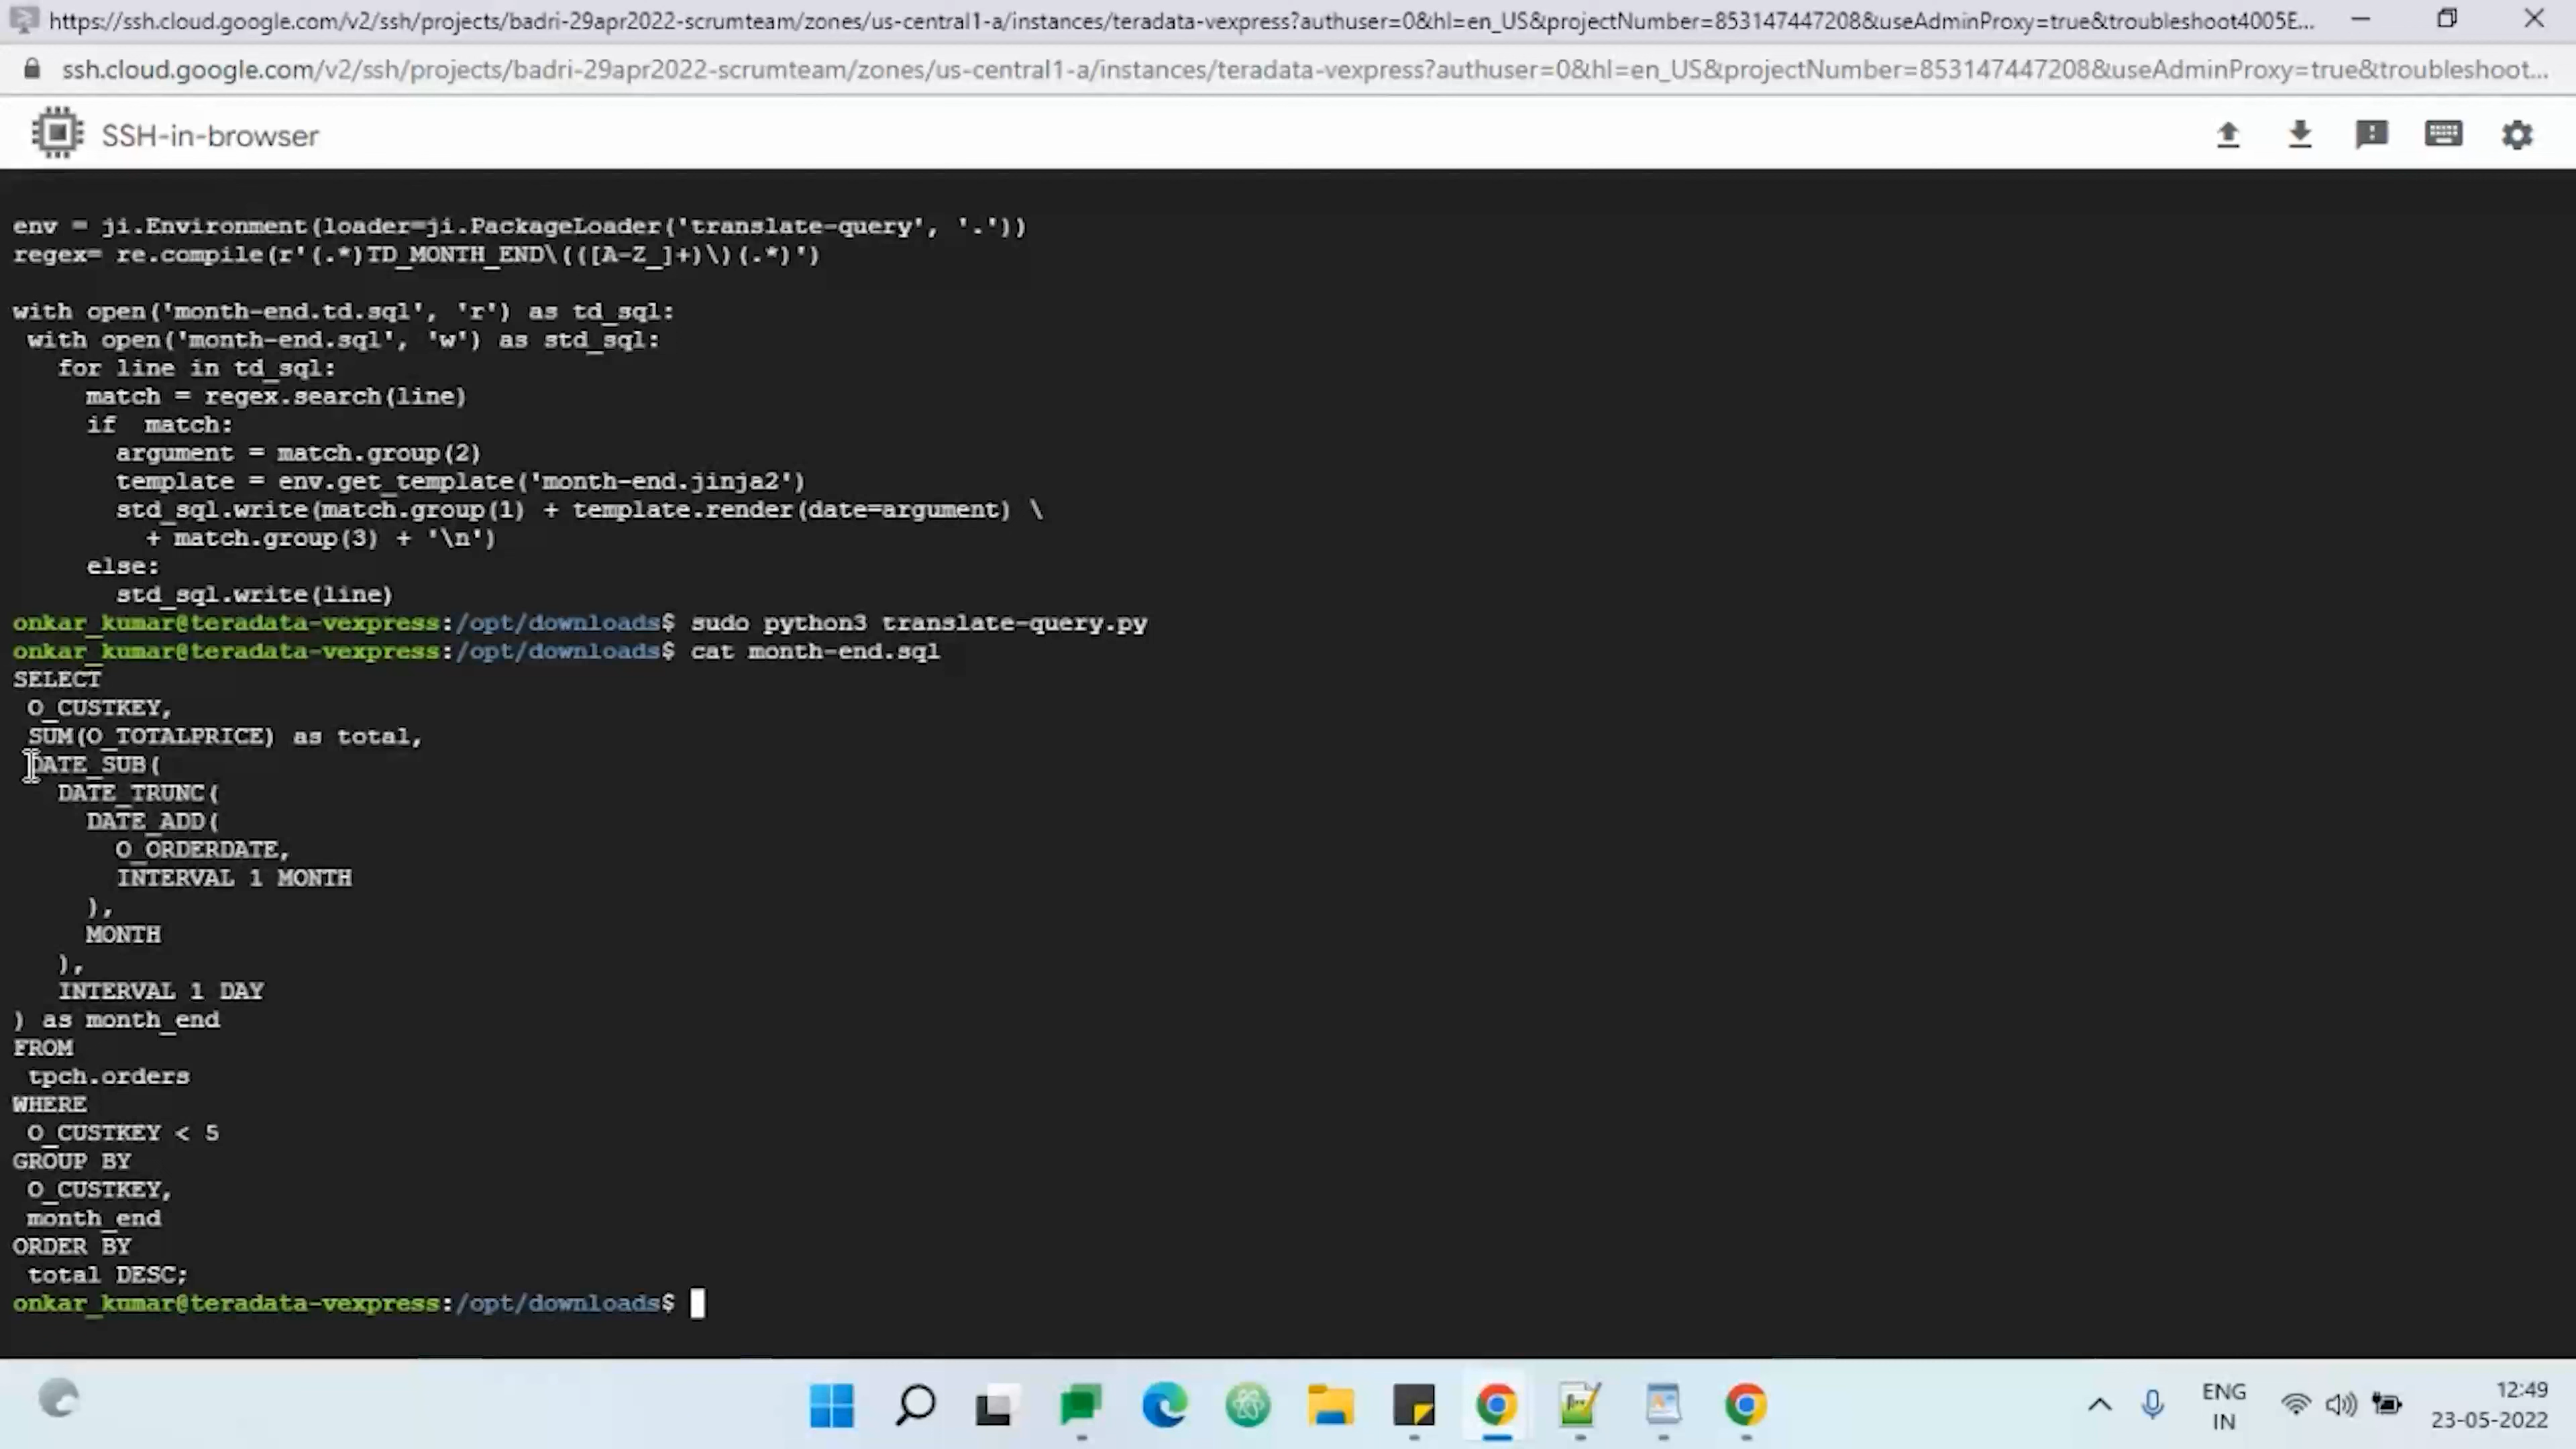 https://ssh.cloud.google.com/v2/ssh/projects/badri-29apr2022-scrumteam/zones/us-central1-a/instances/teradata-vexpress?authuser=0&hl=en_US&projectNumber=853147447208&useAdminProxy=true&troubleshoot4005E...
ssh.cloud.google.com/v2/ssh/projects/badri-29apr2022-scrumteam/zones/us-central1-a/instances/teradata-vexpress?authuser=0&hl=en_US&projectNumber=853147447208&useAdminProxy=true&troubleshoot...
SSH-in-browser
env = ji.Environment(loader=ji.PackageLoader('translate-query', '.'))
regex= re.compile(r'(.*)TD_MONTH_END\(([A-Z_]+)\)(.*)')
with open('month-end.td.sql', 'r') as td_sql:
 with open('month-end.sql', 'w') as std_sql:
   for line in td_sql:
     match = regex.search(line)
     if  match:
       argument = match.group(2)
       template = env.get_template('month-end.jinja2')
       std_sql.write(match.group(1) + template.render(date=argument) \
         + match.group(3) + '\n')
     else:
       std_sql.write(line)
onkar_kumar@teradata-vexpress:/opt/downloads$ sudo python3 translate-query.py
onkar_kumar@teradata-vexpress:/opt/downloads$ cat month-end.sql
SELECT
 O_CUSTKEY,
 SUM(O_TOTALPRICE) as total,
 DATE_SUB(
   DATE_TRUNC(
     DATE_ADD(
       O_ORDERDATE,
       INTERVAL 1 MONTH
     ),
     MONTH
   ),
   INTERVAL 1 DAY
) as month_end
FROM
 tpch.orders
WHERE
 O_CUSTKEY < 5
GROUP BY
 O_CUSTKEY,
 month_end
ORDER BY
 total DESC;
onkar_kumar@teradata-vexpress:/opt/downloads$
ENG
IN
12:49
23-05-2022